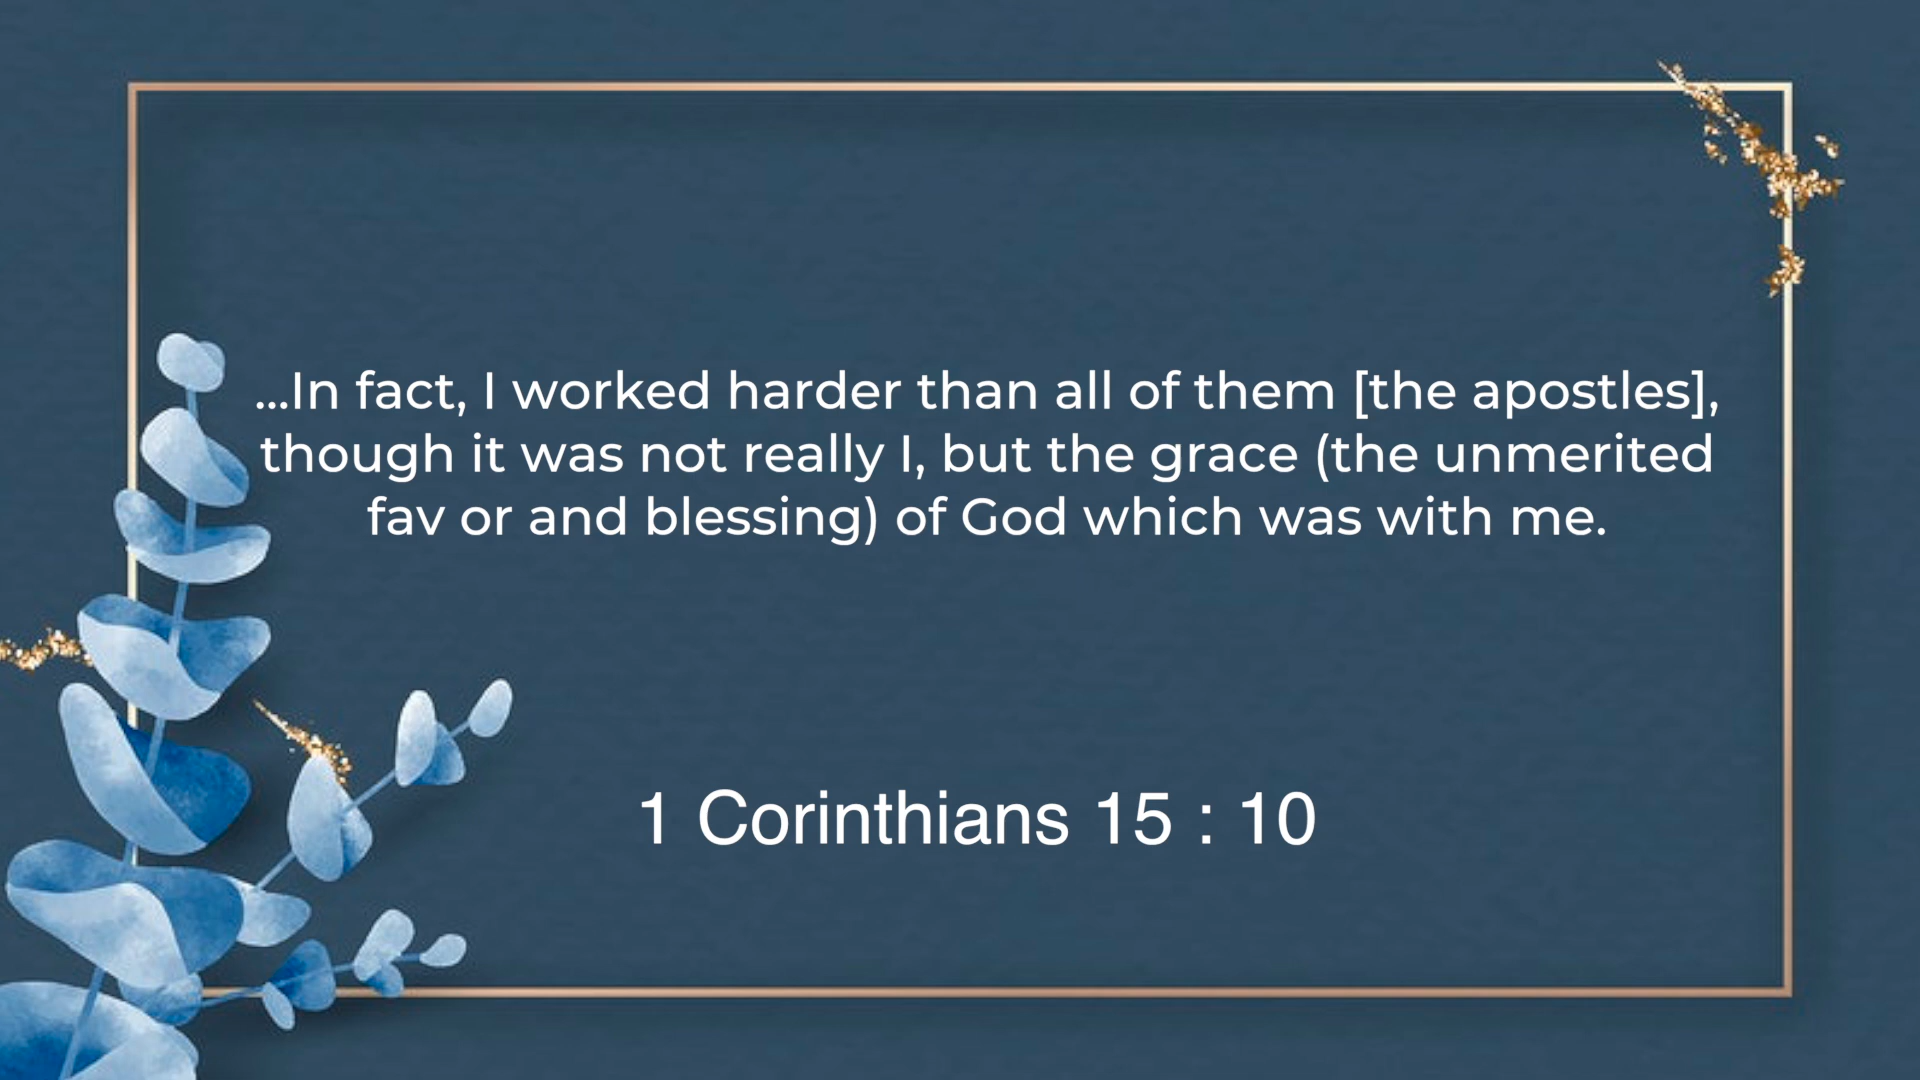 ...In fact, I worked harder than all of them [the apostles],
though it was not really I, but the grace (the unmerited
fav or and blessing) of God which was with me.
1 Corinthians 15 : 10